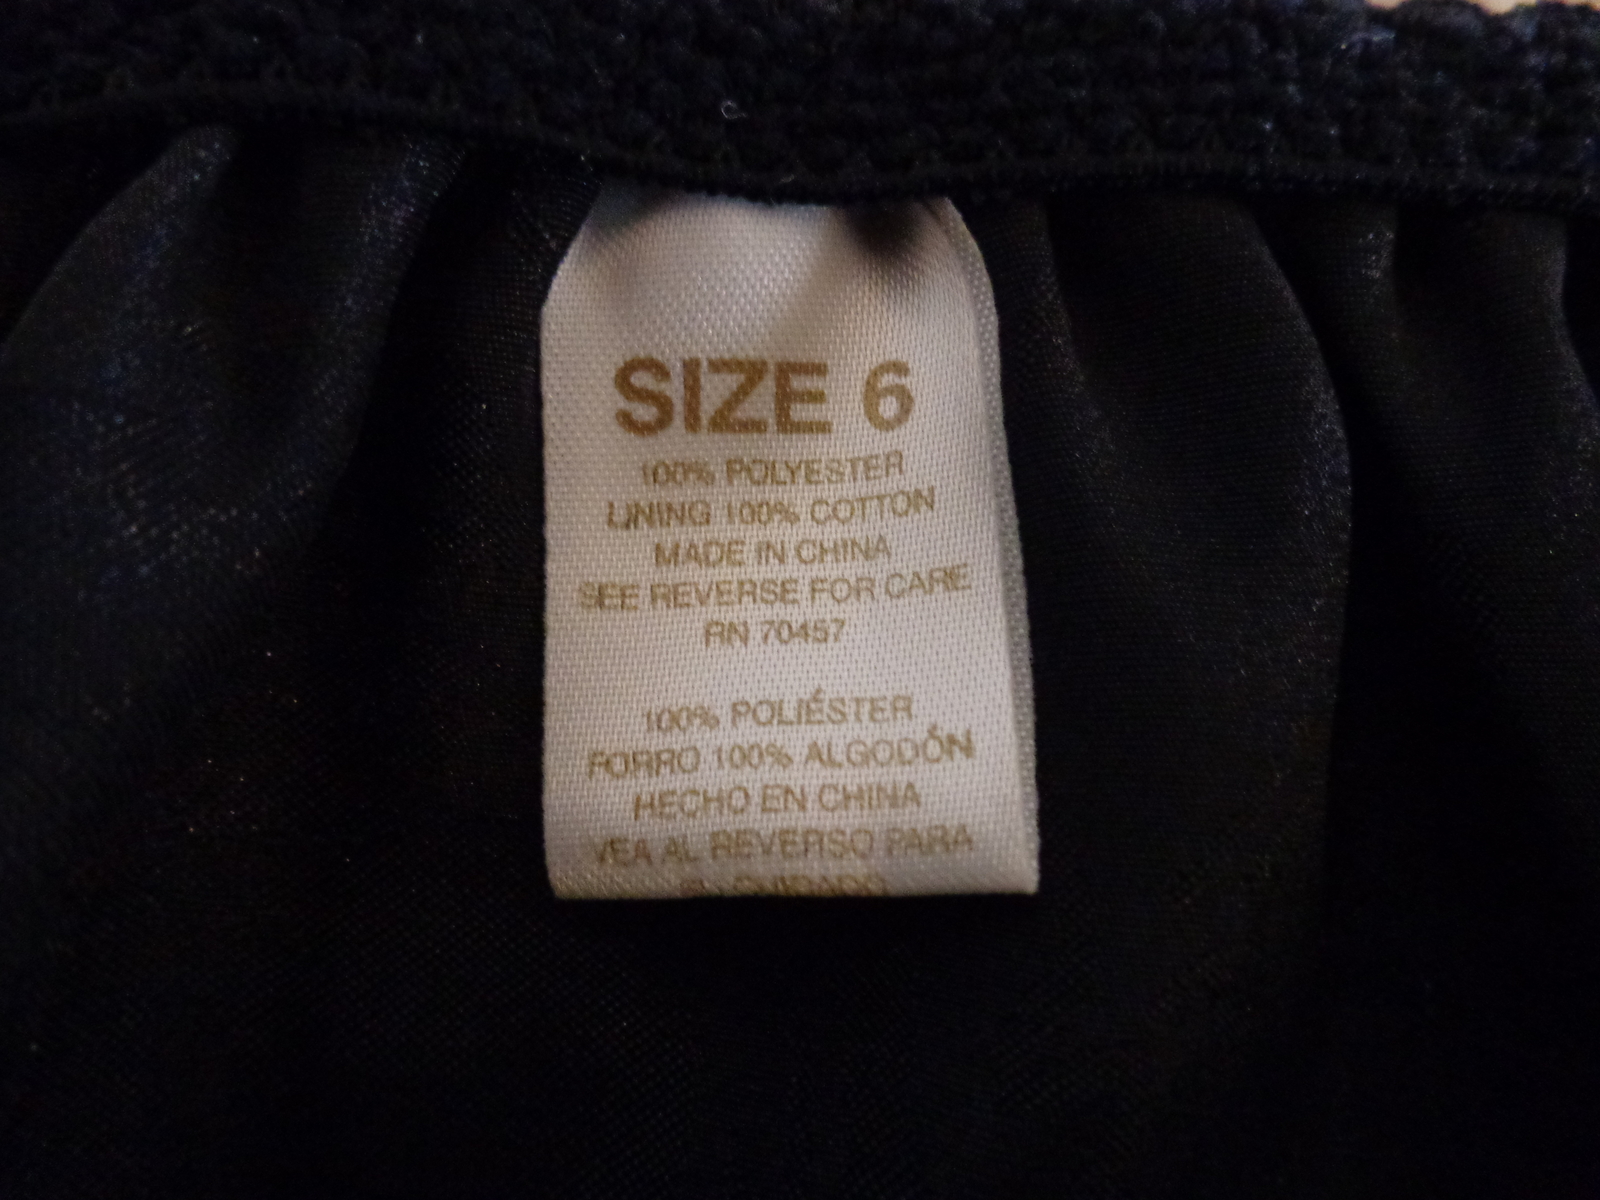 SIZE 6
100% POLYESTER
LINING 100% COTTON
MADE IN CHINA
SEE REVERSE FOR CARE
RN 70457
100% POLIÉSTER
FORRO 100% ALGODÓN
HECHO EN CHINA
VEA AL REVERSO PARA